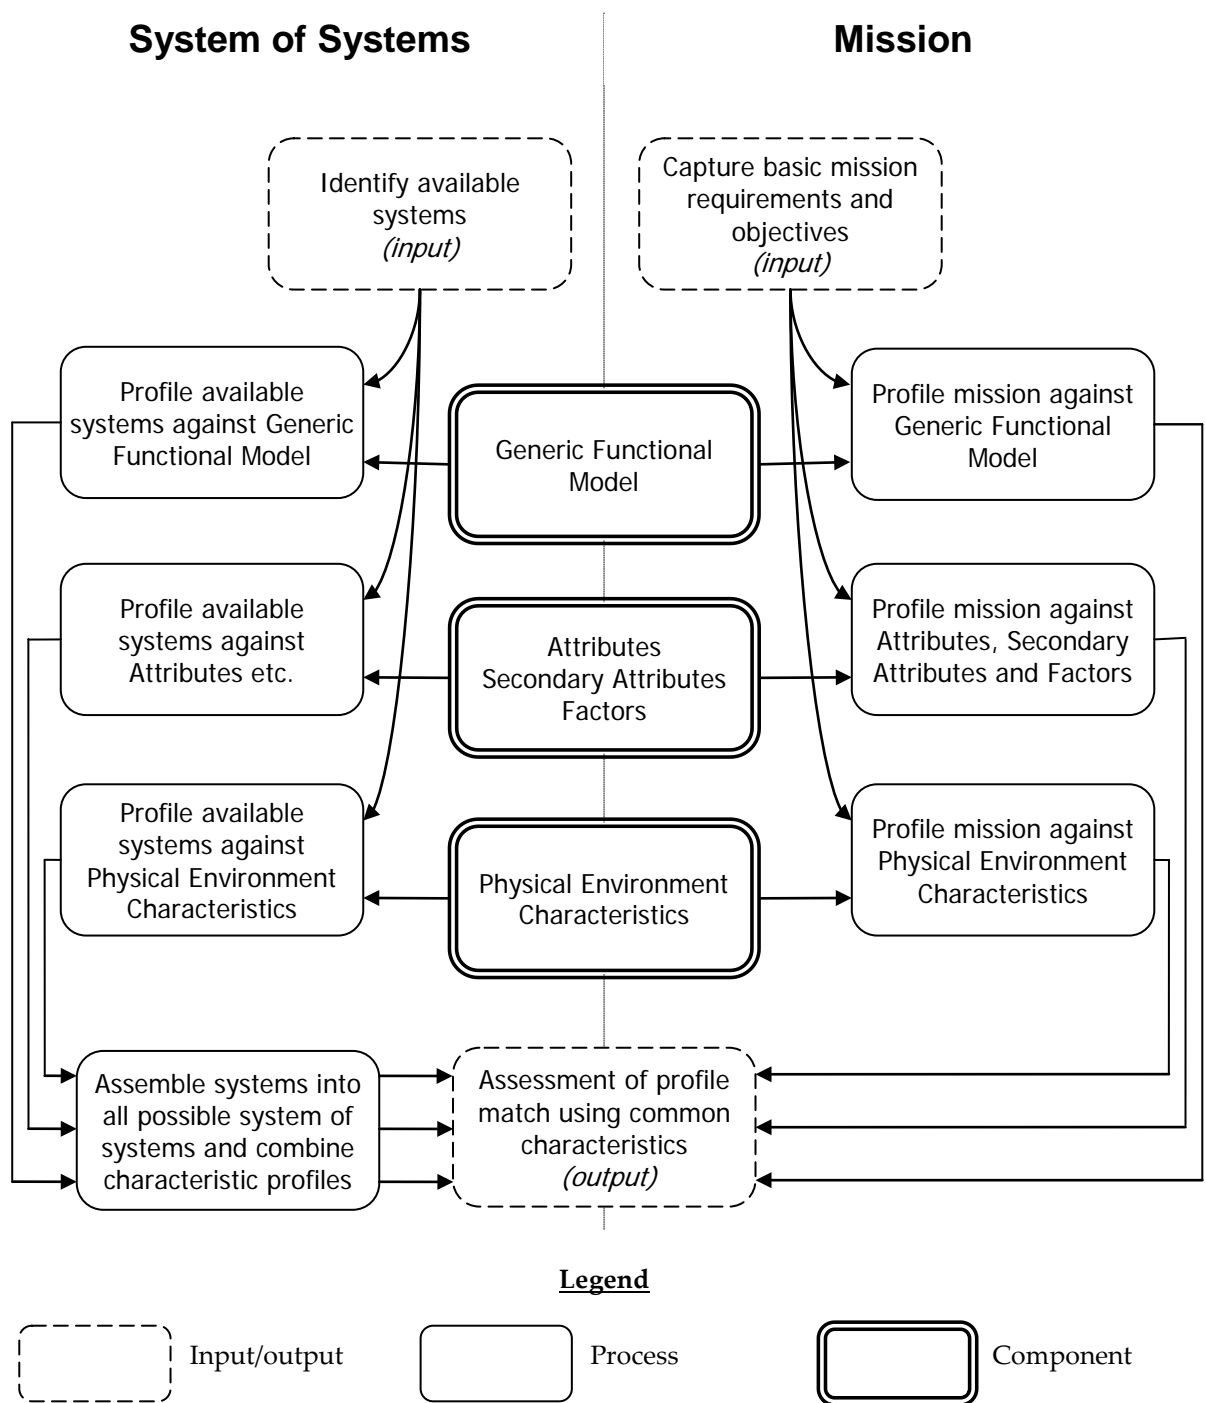 System of Systems
Mission
Identify available
systems
(input)
Capture basic mission
requirements and
objectives
(input)
Profile available
systems against Generic
Functional Model
Generic Functional
Model
Profile mission against
Generic Functional
Model
Profile available
systems against
Attributes etc.
Attributes
Secondary Attributes
Factors
Profile mission against
Attributes, Secondary
Attributes and Factors
Profile available
systems against
Physical Environment
Characteristics
Physical Environment
Characteristics
Profile mission against
Physical Environment
Characteristics
Assemble systems into
all possible system of
systems and combine
characteristic profiles
Assessment of profile
match using common
characteristics
(output)
Legend
Input/output
Process
Component